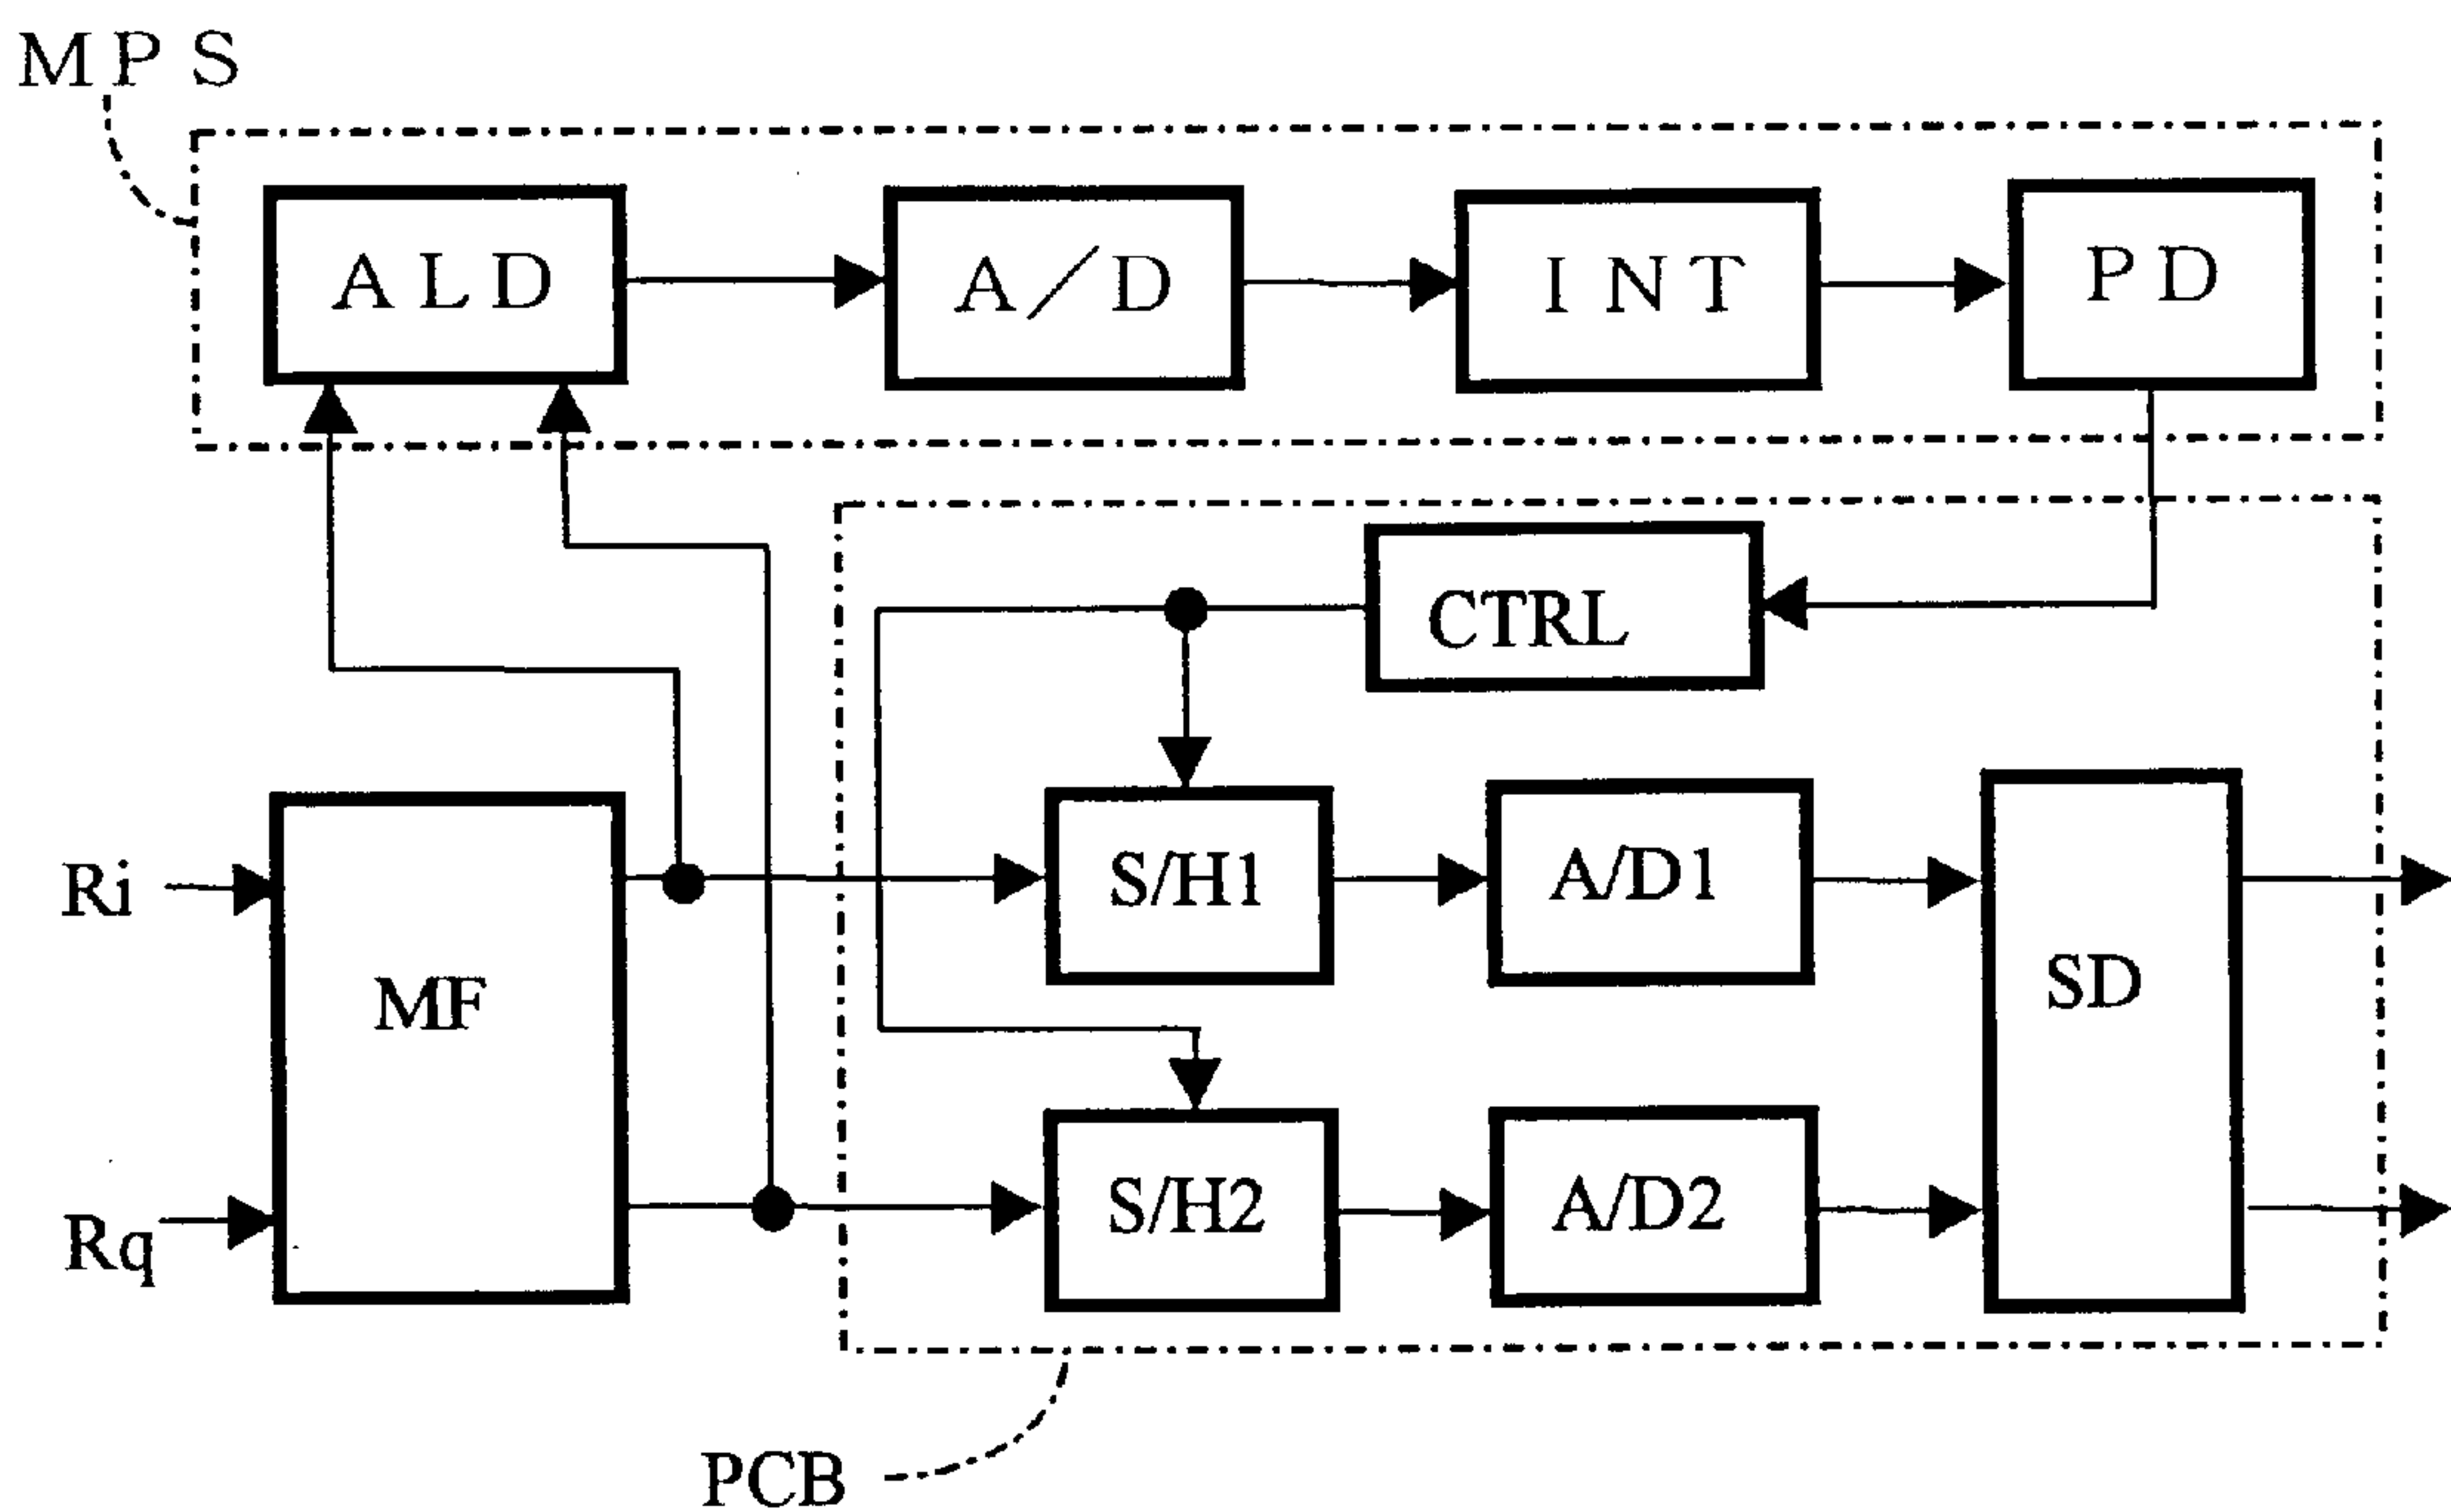 MPS
ALD
A/D
INT
PD
CTRL
Ri
MF
S/H1
A/D1
SD
Rq
S/H2
A/D2
PCB